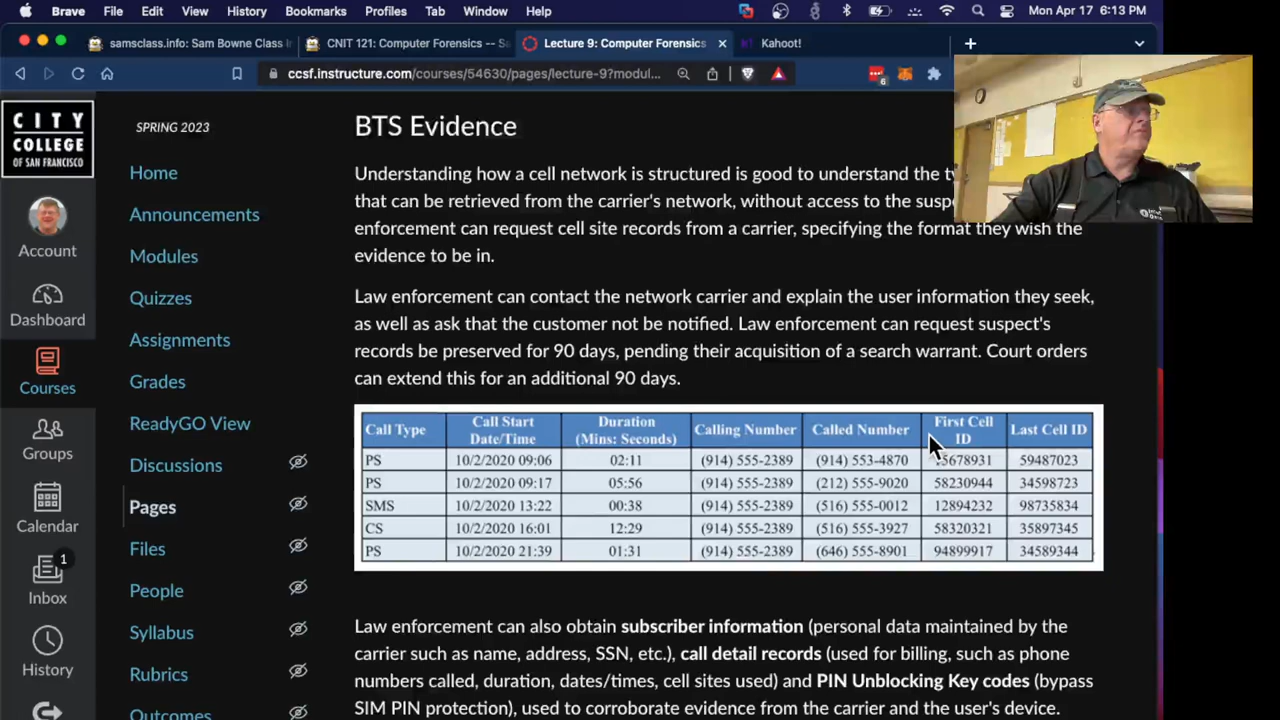 Brave File Edit View History Bookmarks Profiles Tab Window Help Mon Apr 17 6:13 PM
samsclass.info: Sam Bowne Class I
CNIT 121: Computer Forensics -- S
Lecture 9: Computer Forensics
Kahoot!
ccsf.instructure.com/courses/54630/pages/lecture-9?modul...
6
CITY
COLLEGE
OF SAN FRANCISCO
Account
Dashboard
Courses
Groups
Calendar
1
Inbox
History
SPRING 2023
Home
Announcements
Modules
Quizzes
Assignments
Grades
ReadyGO View
Discussions
Pages
Files
People
Syllabus
Rubrics
Outcomes
BTS Evidence
Understanding how a cell network is structured is good to understand the
that can be retrieved from the carrier's network, without access to the
enforcement can request cell site records from a carrier, specifying the format they wish the
evidence to be in.
Law enforcement can contact the network carrier and explain the user information they seek,
as well as ask that the customer not be notified. Law enforcement can request suspect's
records be preserved for 90 days, pending their acquisition of a search warrant. Court orders
can extend this for an additional 90 days.
Call Type Call Start Date/Time Duration (Mins: Seconds) Calling Number Called Number First Cell ID Last Cell ID
PS 10/2/2020 09:06 02:11 (914) 555-2389 (914) 553-4870 5678931 59487023
PS 10/2/2020 09:17 05:56 (914) 555-2389 (212) 555-9020 58230944 34598723
SMS 10/2/2020 13:22 00:38 (914) 555-2389 (516) 555-0012 12894232 98735834
CS 10/2/2020 16:01 12:29 (914) 555-2389 (516) 555-3927 58320321 35897345
PS 10/2/2020 21:39 01:31 (914) 555-2389 (646) 555-8901 94899917 34589344
Law enforcement can also obtain subscriber information (personal data maintained by the
carrier such as name, address, SSN, etc.), call detail records (used for billing, such as phone
numbers called, duration, dates/times, cell sites used) and PIN Unblocking Key codes (bypass
SIM PIN protection), used to corroborate evidence from the carrier and the user's device.